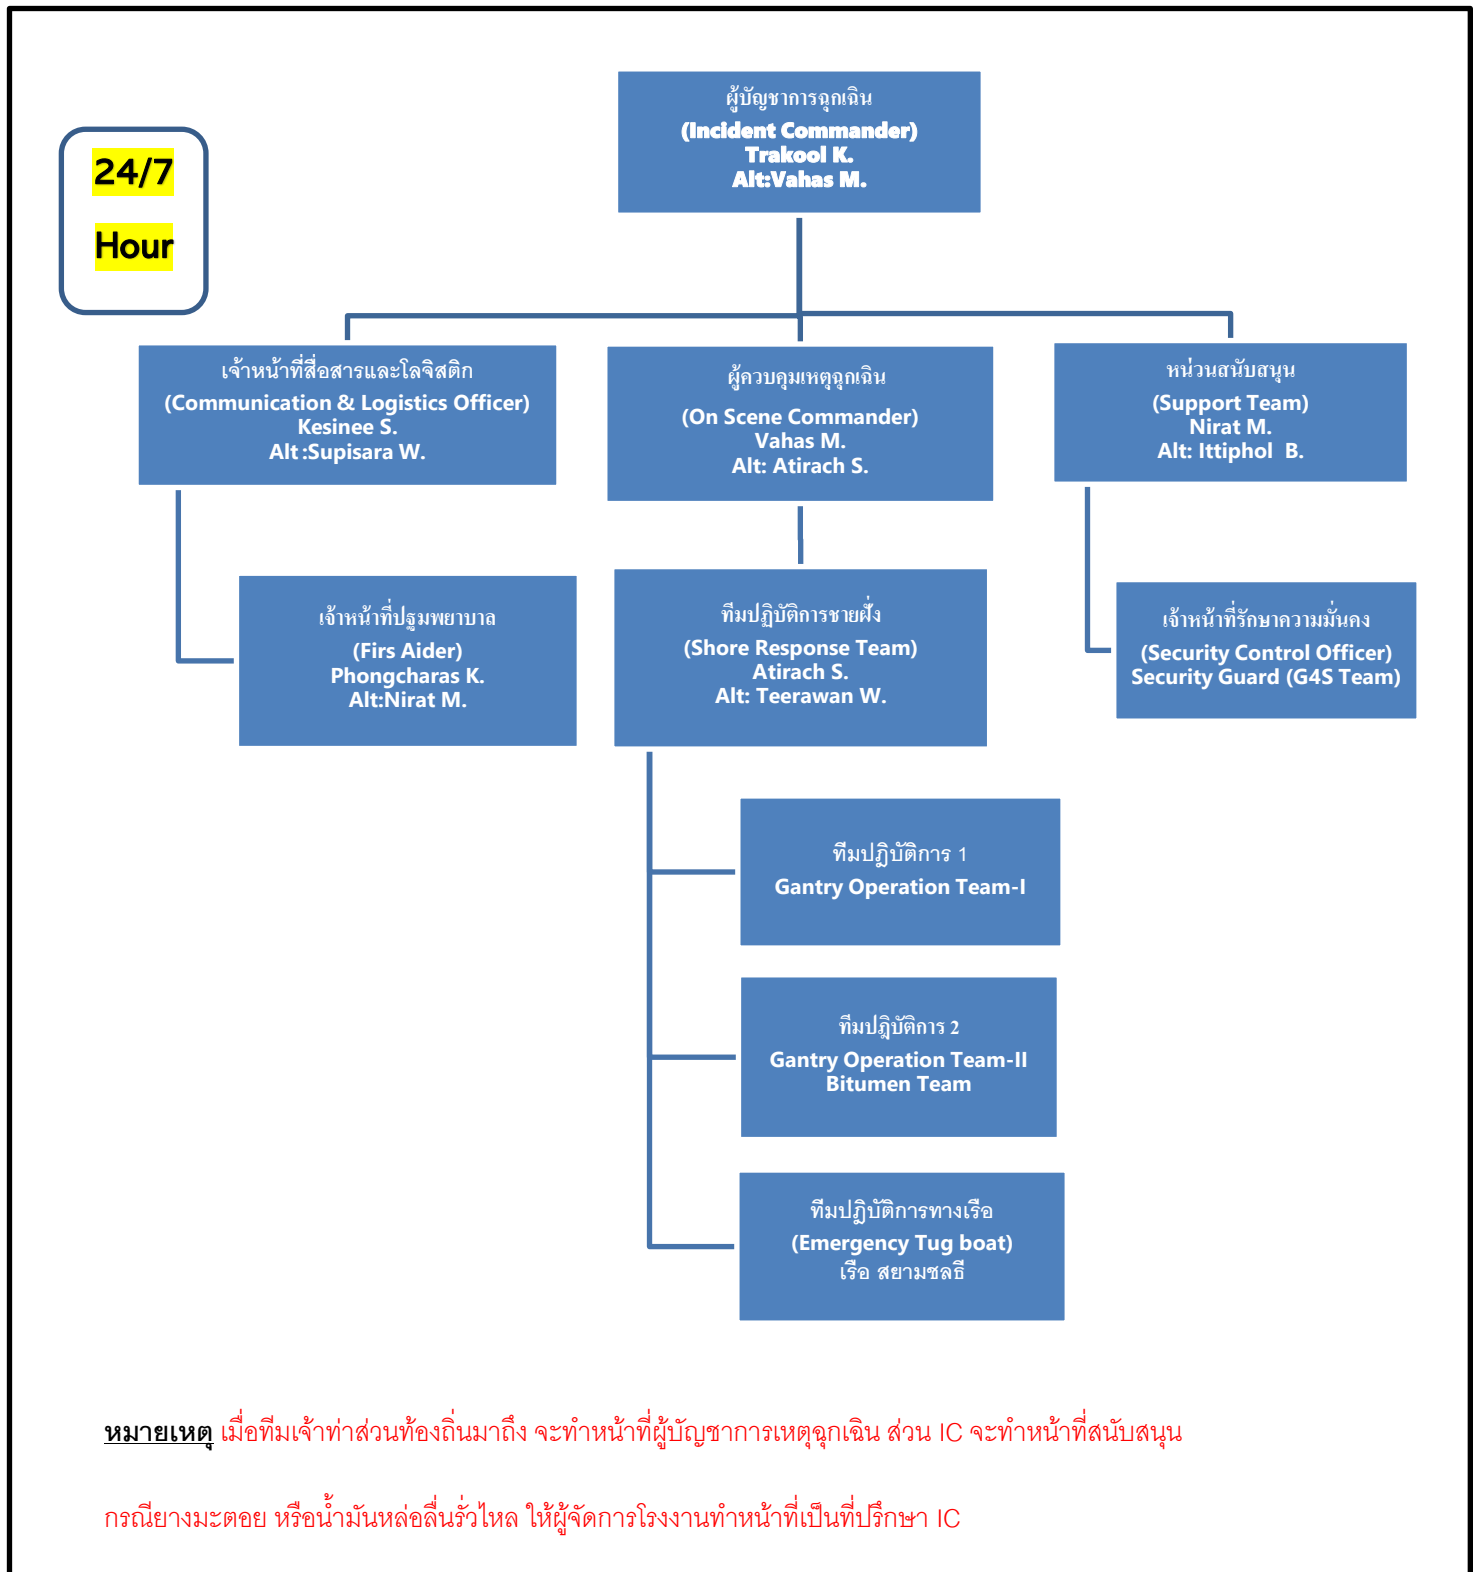 24/7
Hour
ผู้บัญชาการฉุกเฉิน
(Incident Commander)
Trakool K.
Alt:Vahas M.
เจ้าหน้าที่สื่อสารและโลจิสติก
(Communication & Logistics Officer)
Kesinee S.
Alt :Supisara W.
ผู้ควบคุมเหตุฉุกเฉิน
(On Scene Commander)
Vahas M.
Alt: Atirach S.
หน่วนสนับสนุน
(Support Team)
Nirat M.
Alt: Ittiphol  B.
เจ้าหน้าที่ปฐมพยาบาล
(Firs Aider)
Phongcharas K.
Alt:Nirat M.
ทีมปฏิบัติการชายฝั่ง
(Shore Response Team)
Atirach S.
Alt: Teerawan W.
เจ้าหน้าที่รักษาความมั่นคง
(Security Control Officer)
Security Guard (G4S Team)
ทีมปฎิบัติการ 1
Gantry Operation Team-I
ทีมปฎิบัติการ 2
Gantry Operation Team-II
Bitumen Team
ทีมปฎิบัติการทางเรือ
(Emergency Tug boat)
เรือ สยามชลธี
หมายเหตุ เมื่อทีมเจ้าท่าส่วนท้องถิ่นมาถึง จะทำหน้าที่ผู้บัญชาการเหตุฉุกเฉิน ส่วน IC จะทำหน้าที่สนับสนุน
กรณียางมะตอย หรือน้ำมันหล่อลื่นรั่วไหล ให้ผู้จัดการโรงงานทำหน้าที่เป็นที่ปรึกษา IC